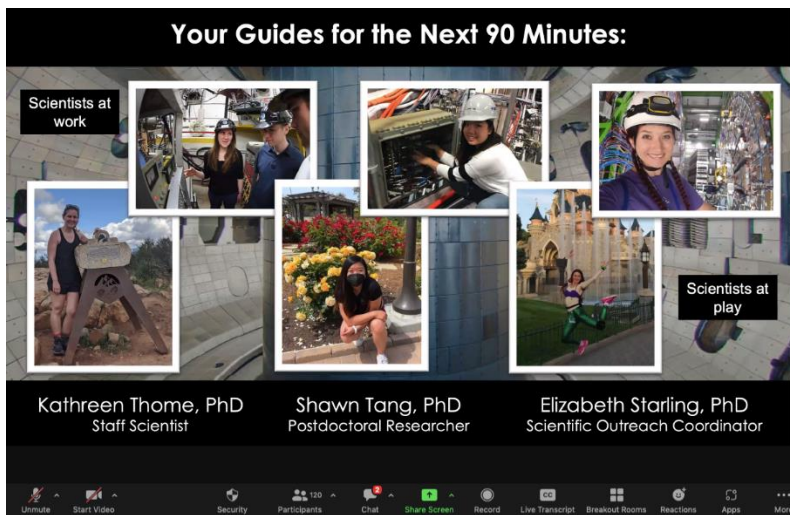 Your Guides for the Next 90 Minutes:
Scientists at
work
Scientists at
play
Kathreen Thome, PhD
Staff Scientist
Shawn Tang, PhD
Postdoctoral Researcher
Elizabeth Starling, PhD
Scientific Outreach Coordinator
Unmute
Start Video
Security
120
Participants
2
Chat
Share Screen
Record
CC
Live Transcript
Breakout Rooms
Reactions
Apps
More